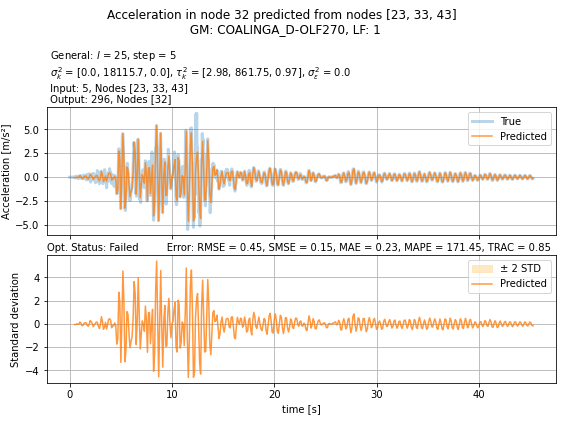 Acceleration in node 32 predicted from nodes [23, 33, 43]
GM: COALINGA_D-OLF270, LF: 1
General: l = 25, step = 5
σ²ₖ = [0.0, 18115.7, 0.0], τ²ₖ = [2.98, 861.75, 0.97], σ²ε = 0.0
Input: 5, Nodes [23, 33, 43]
Output: 296, Nodes [32]
Acceleration [m/s²]
5.0
2.5
0.0
−2.5
−5.0
True
Predicted
Opt. Status: Failed
Error: RMSE = 0.45, SMSE = 0.15, MAE = 0.23, MAPE = 171.45, TRAC = 0.85
Standard deviation
4
2
0
−2
−4
± 2 STD
Predicted
0
10
20
30
40
time [s]